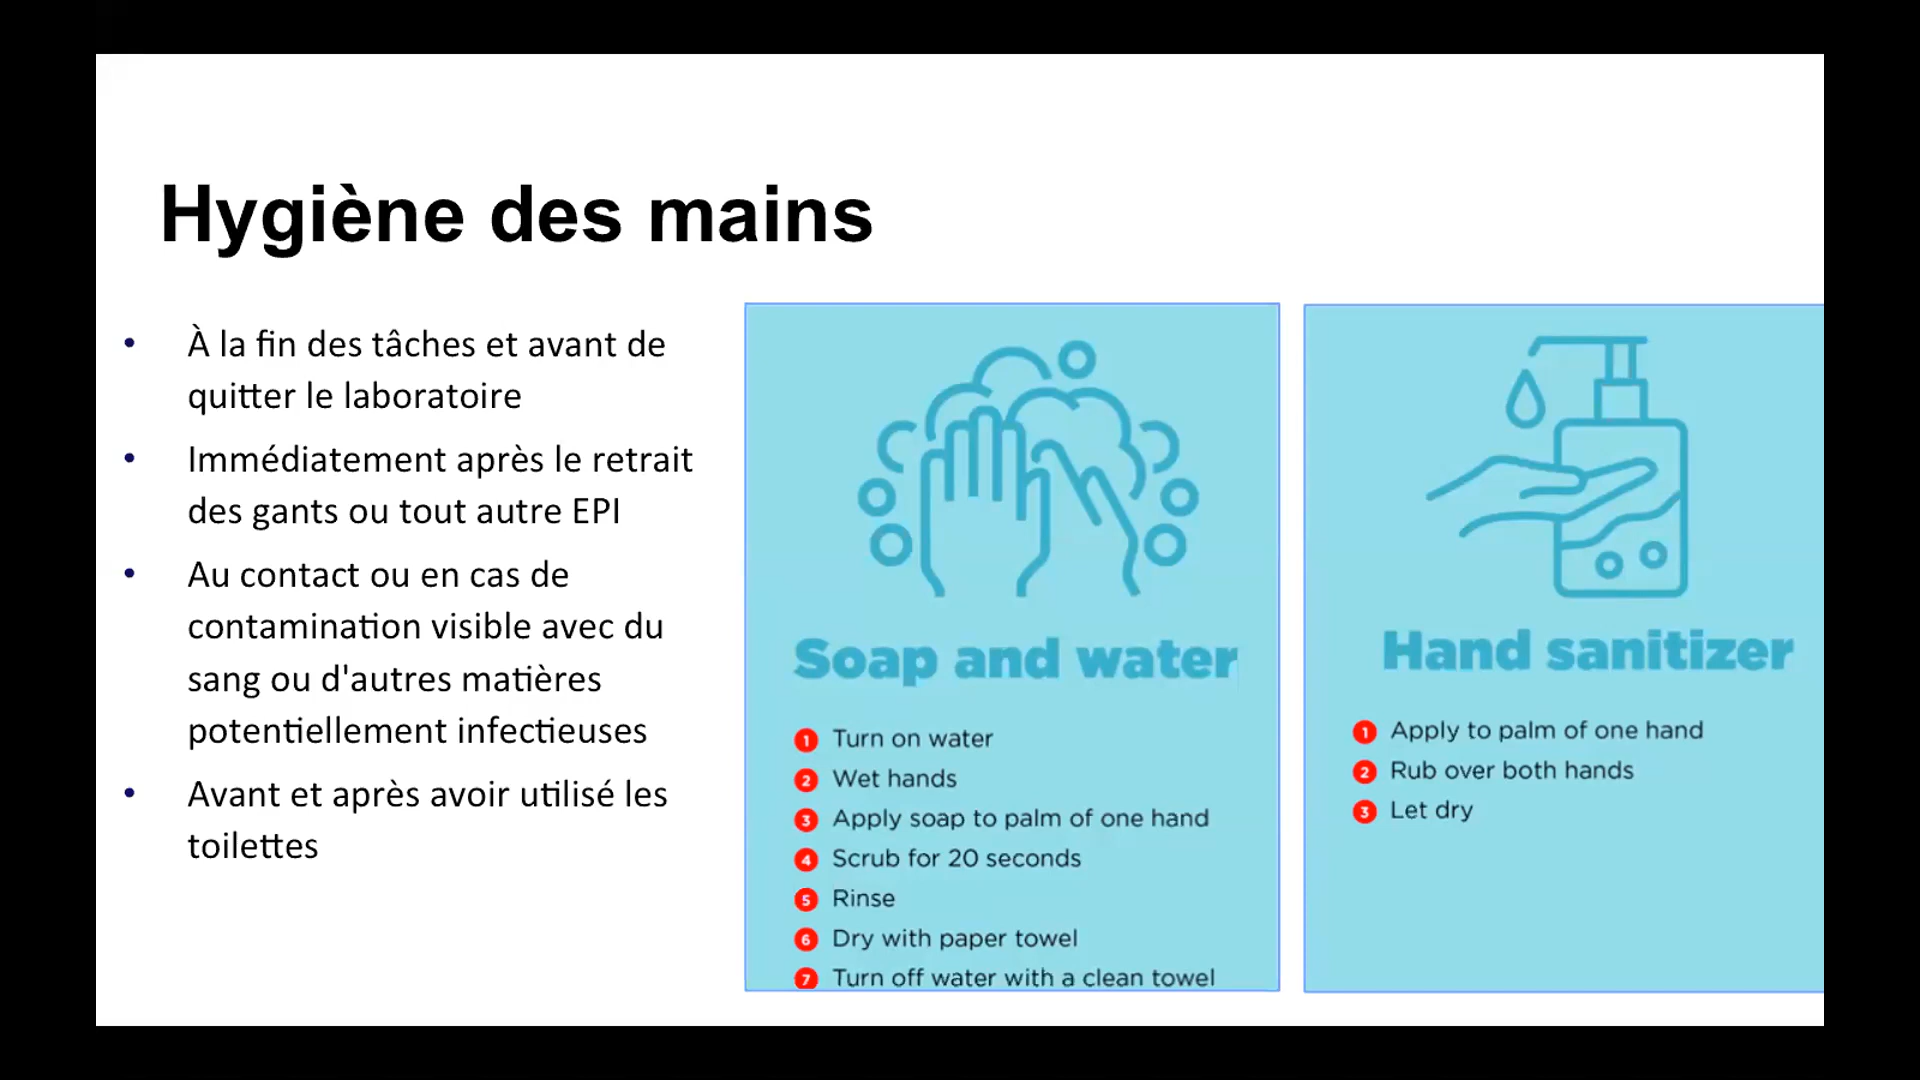 Hygiène des mains
• À la fin des tâches et avant de
quitter le laboratoire
• Immédiatement après le retrait
des gants ou tout autre EPI
• Au contact ou en cas de
contamination visible avec du
sang ou d'autres matières
potentiellement infectieuses
• Avant et après avoir utilisé les
toilettes
Soap and water
1 Turn on water
2 Wet hands
3 Apply soap to palm of one hand
4 Scrub for 20 seconds
5 Rinse
6 Dry with paper towel
7 Turn off water with a clean towel
Hand sanitizer
1 Apply to palm of one hand
2 Rub over both hands
3 Let dry